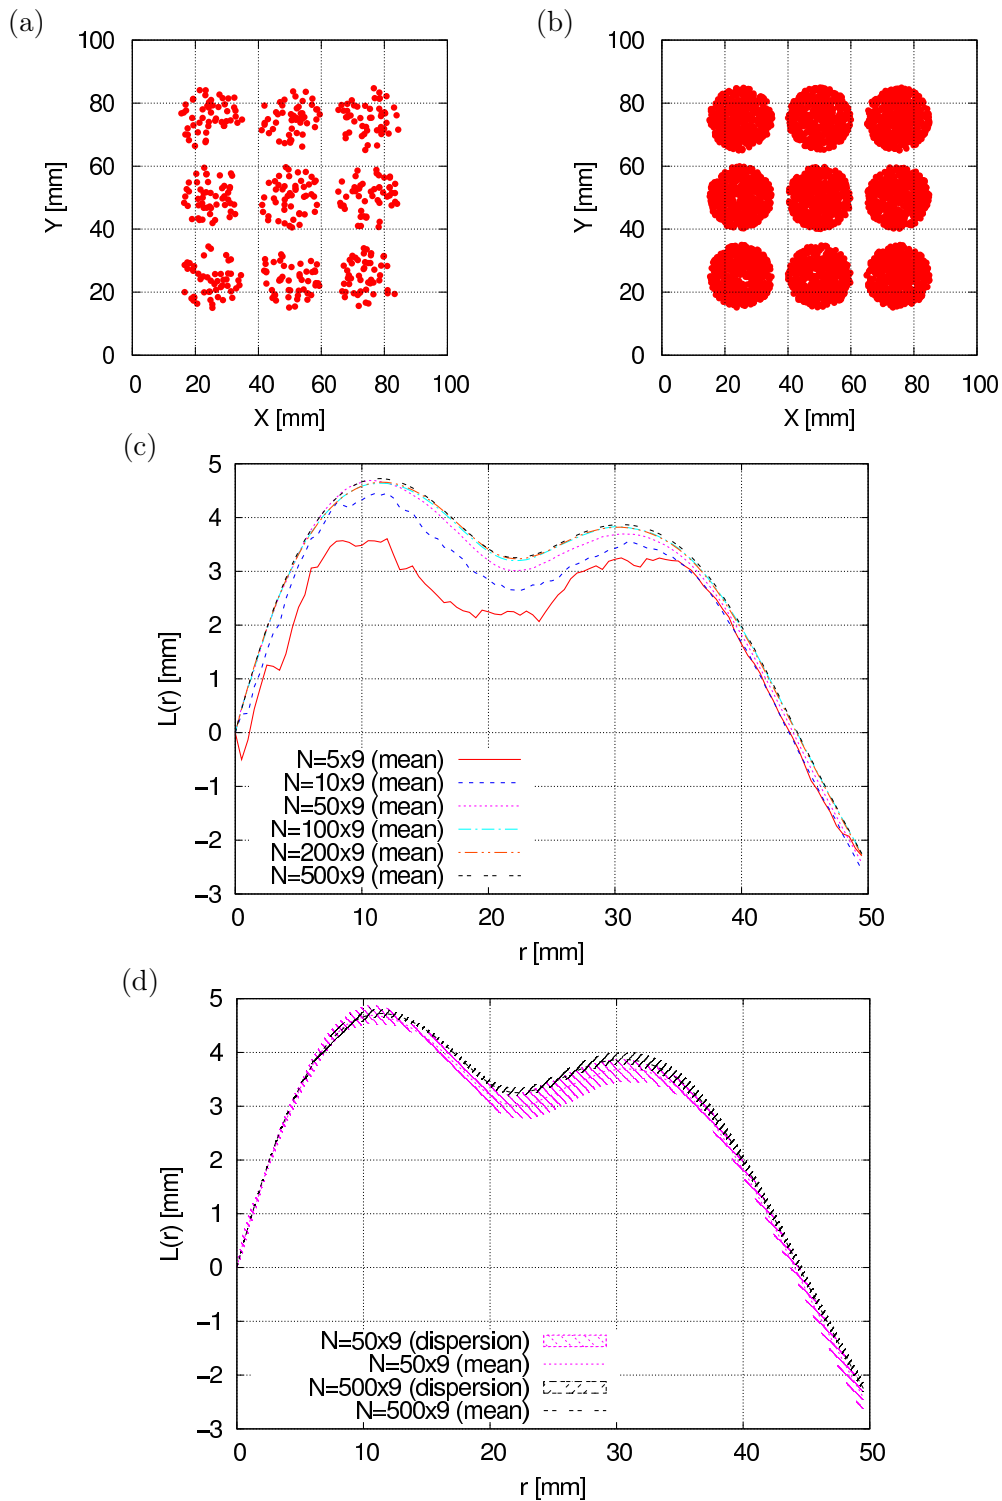 (a)
100
80
60
40
20
0
Y [mm]
0 20 40 60 80 100
X [mm]
(b)
100
80
60
40
20
0
Y [mm]
0 20 40 60 80 100
X [mm]
(c)
5
4
3
2
1
0
−1
−2
−3
L(r) [mm]
N=5x9 (mean)
N=10x9 (mean)
N=50x9 (mean)
N=100x9 (mean)
N=200x9 (mean)
N=500x9 (mean)
0 10 20 30 40 50
r [mm]
(d)
5
4
3
2
1
0
−1
−2
−3
L(r) [mm]
N=50x9 (dispersion)
N=50x9 (mean)
N=500x9 (dispersion)
N=500x9 (mean)
0 10 20 30 40 50
r [mm]